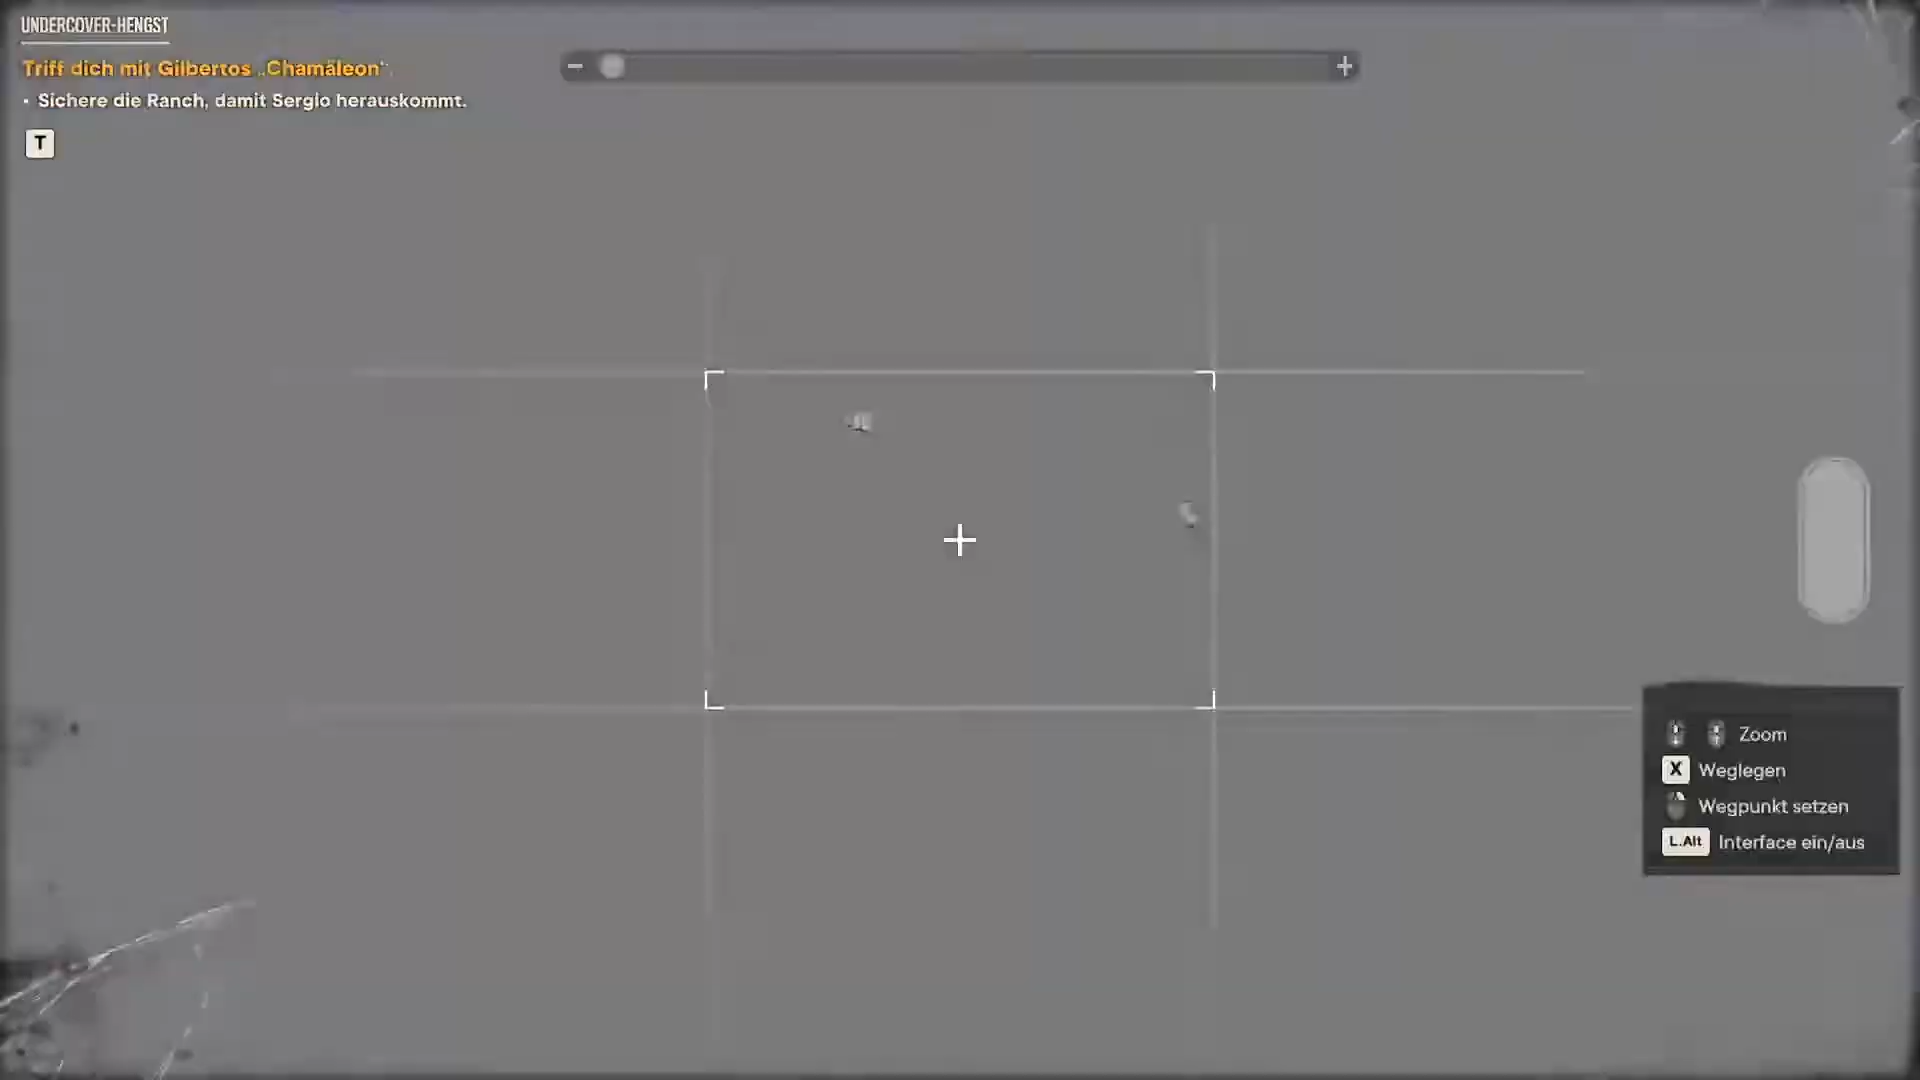 UNDERCOVER-HENGST
Triff dich mit Gilbertos „Chamäleon“.
• Sichere die Ranch, damit Sergio herauskommt.
T
Zoom
X Weglegen
Wegpunkt setzen
L.Alt Interface ein/aus